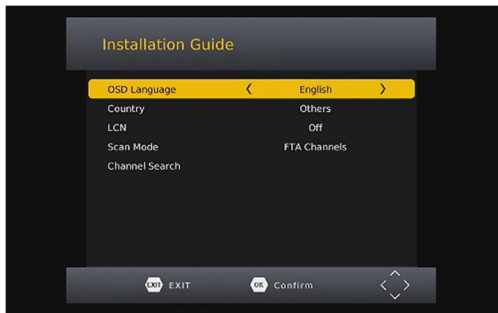 Installation Guide
OSD Language < English >
Country Others
LCN Off
Scan Mode FTA Channels
Channel Search
EXIT EXIT OK Confirm